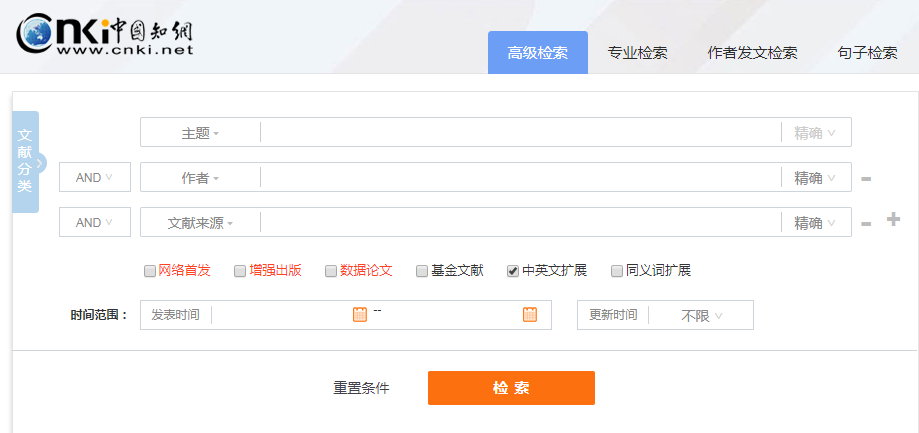 Cnki中国知網
www.cnki.net
高级检索 专业检索 作者发文检索 句子检索
文献分类
主题 精确
AND 作者 精确
AND 文献来源 精确
网络首发 增强出版 数据论文 基金文献 中英文扩展 同义词扩展
时间范围： 发表时间 -- 更新时间 不限
重置条件 检索